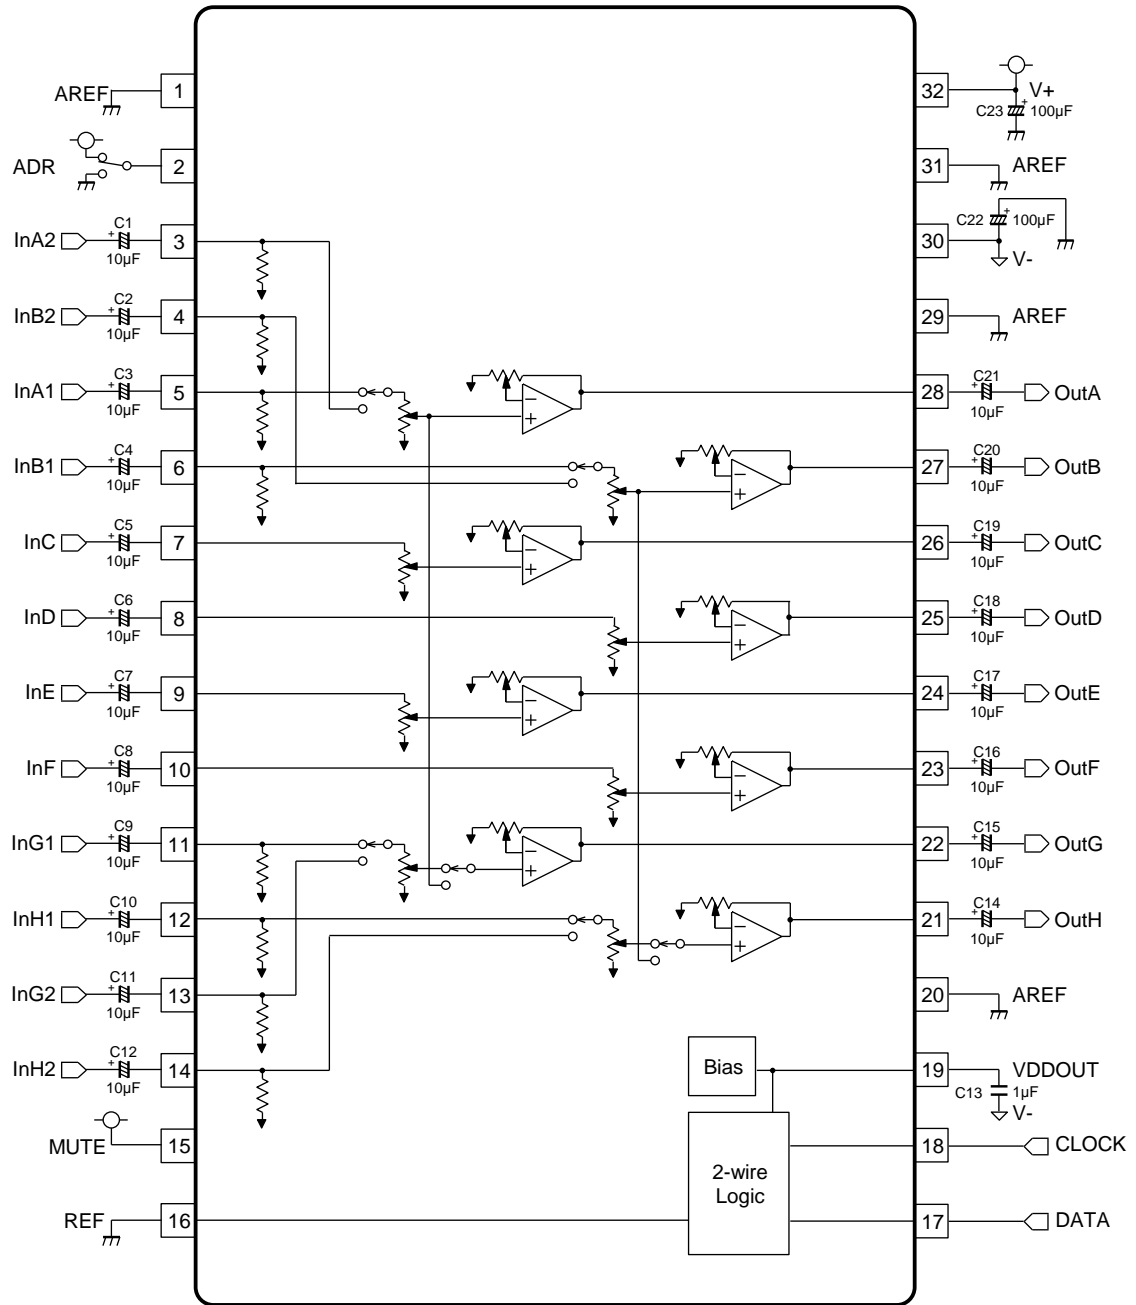 AREF 1
32 V+
C23 + 100µF
ADR 2
31 AREF
InA2 C1 + 10µF 3
30 C22 + 100µF
V-
InB2 C2 + 10µF 4
29 AREF
InA1 C3 + 10µF 5
− +
28 C21 + 10µF OutA
InB1 C4 + 10µF 6
− +
27 C20 + 10µF OutB
InC C5 + 10µF 7
− +
26 C19 + 10µF OutC
InD C6 + 10µF 8
− +
25 C18 + 10µF OutD
InE C7 + 10µF 9
− +
24 C17 + 10µF OutE
InF C8 + 10µF 10
− +
23 C16 + 10µF OutF
InG1 C9 + 10µF 11
− +
22 C15 + 10µF OutG
InH1 C10 + 10µF 12
− +
21 C14 + 10µF OutH
InG2 C11 + 10µF 13
20 AREF
InH2 C12 + 10µF 14
Bias
19 VDDOUT
C13 1µF
V-
MUTE 15
2-wire
Logic
18 CLOCK
REF 16
17 DATA